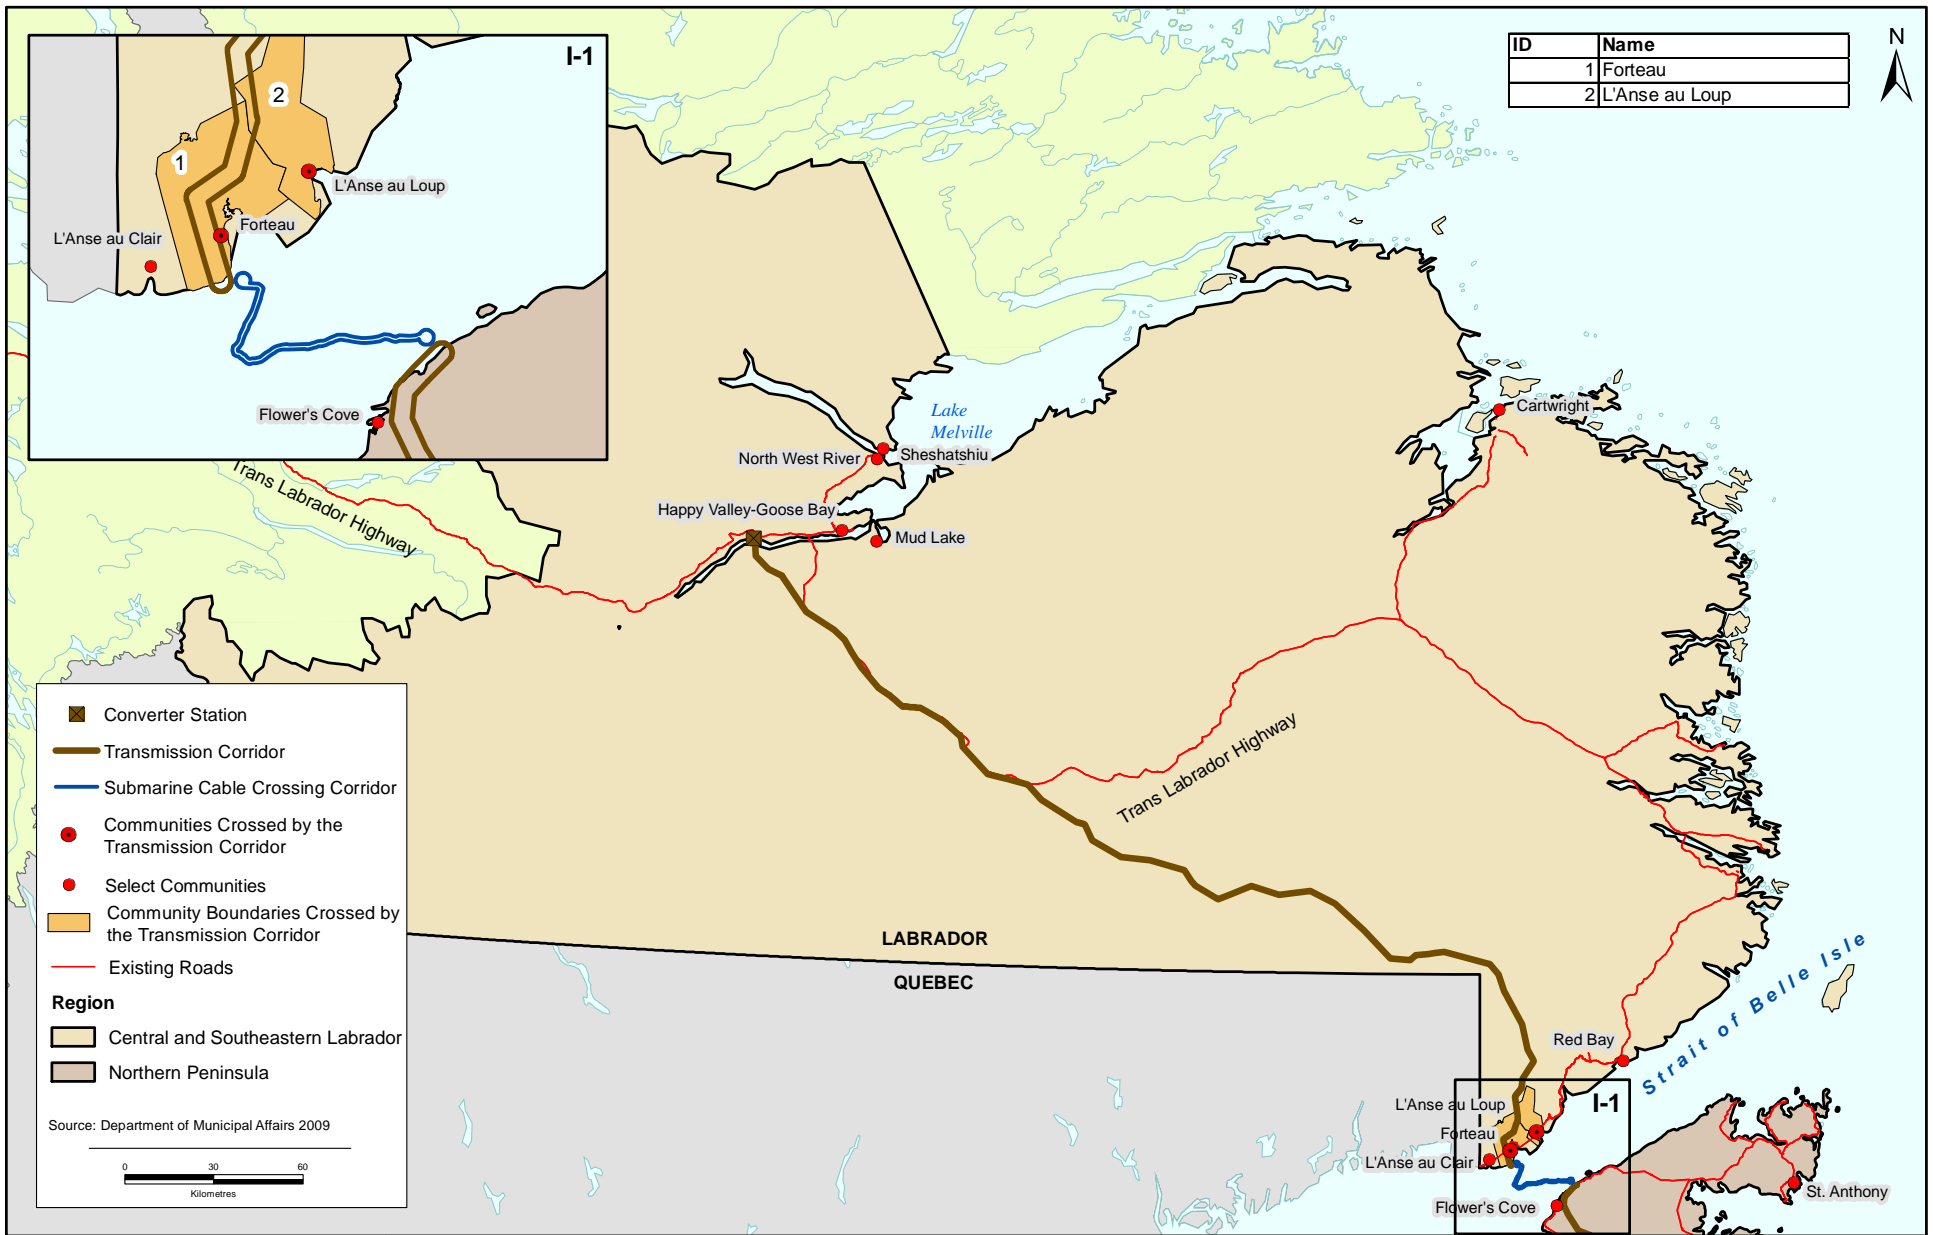 I-1
2
1
L'Anse au Loup
Forteau
L'Anse au Clair
Flower's Cove
ID Name
1 Forteau
2 L'Anse au Loup
N
Lake
Melville
Cartwright
North West River
Sheshatshiu
Happy Valley-Goose Bay
Mud Lake
Trans Labrador Highway
Trans Labrador Highway
LABRADOR
QUEBEC
Strait of Belle Isle
Red Bay
I-1
L'Anse au Loup
Forteau
L'Anse au Clair
Flower's Cove
St. Anthony
Converter Station
Transmission Corridor
Submarine Cable Crossing Corridor
Communities Crossed by the
Transmission Corridor
Select Communities
Community Boundaries Crossed by
the Transmission Corridor
Existing Roads
Region
Central and Southeastern Labrador
Northern Peninsula
Source: Department of Municipal Affairs 2009
0 30 60
Kilometres